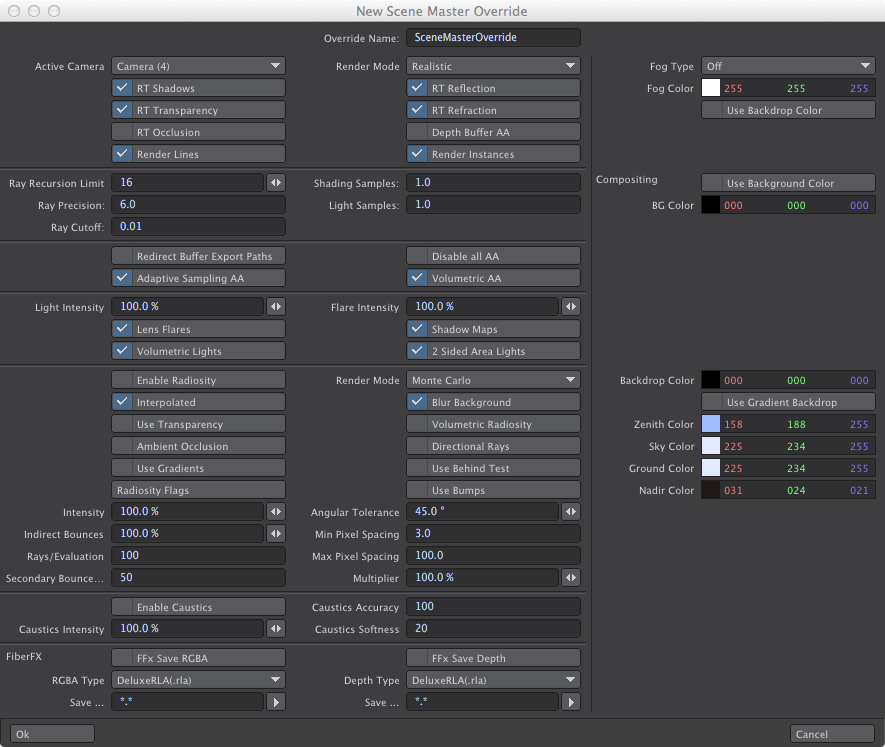 New Scene Master Override
Override Name: SceneMasterOverride
Active Camera Camera (4) Render Mode Realistic Fog Type Off
RT Shadows RT Reflection Fog Color 255 255 255
RT Transparency RT Refraction Use Backdrop Color
RT Occlusion Depth Buffer AA
Render Lines Render Instances
Ray Recursion Limit 16 Shading Samples: 1.0 Compositing Use Background Color
Ray Precision: 6.0 Light Samples: 1.0 BG Color 000 000 000
Ray Cutoff: 0.01
Redirect Buffer Export Paths Disable all AA
Adaptive Sampling AA Volumetric AA
Light Intensity 100.0 % Flare Intensity 100.0 %
Lens Flares Shadow Maps
Volumetric Lights 2 Sided Area Lights
Enable Radiosity Render Mode Monte Carlo Backdrop Color 000 000 000
Interpolated Blur Background Use Gradient Backdrop
Use Transparency Volumetric Radiosity Zenith Color 158 188 255
Ambient Occlusion Directional Rays Sky Color 225 234 255
Use Gradients Use Behind Test Ground Color 225 234 255
Radiosity Flags Use Bumps Nadir Color 031 024 021
Intensity 100.0 % Angular Tolerance 45.0 °
Indirect Bounces 100.0 % Min Pixel Spacing 3.0
Rays/Evaluation 100 Max Pixel Spacing 100.0
Secondary Bounce... 50 Multiplier 100.0 %
Enable Caustics Caustics Accuracy 100
Caustics Intensity 100.0 % Caustics Softness 20
FiberFX FFx Save RGBA FFx Save Depth
RGBA Type DeluxeRLA(.rla) Depth Type DeluxeRLA(.rla)
Save ... *.* Save ... *.*
Ok Cancel